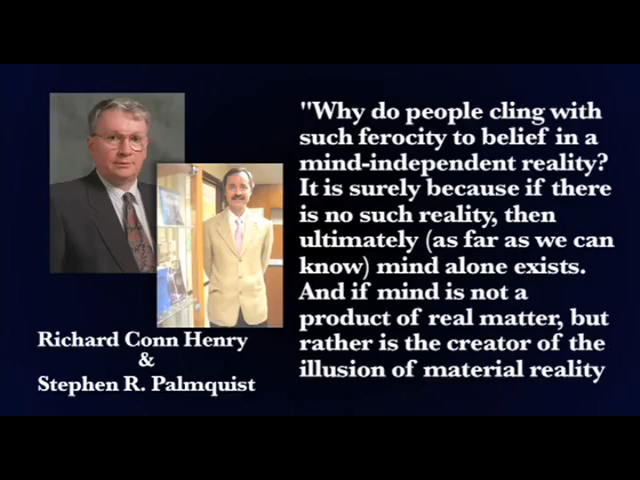 "Why do people cling with
such ferocity to belief in a
mind-independent reality?
It is surely because if there
is no such reality, then
ultimately (as far as we can
know) mind alone exists.
And if mind is not a
product of real matter, but
rather is the creator of the
illusion of material reality
Richard Conn Henry
&
Stephen R. Palmquist